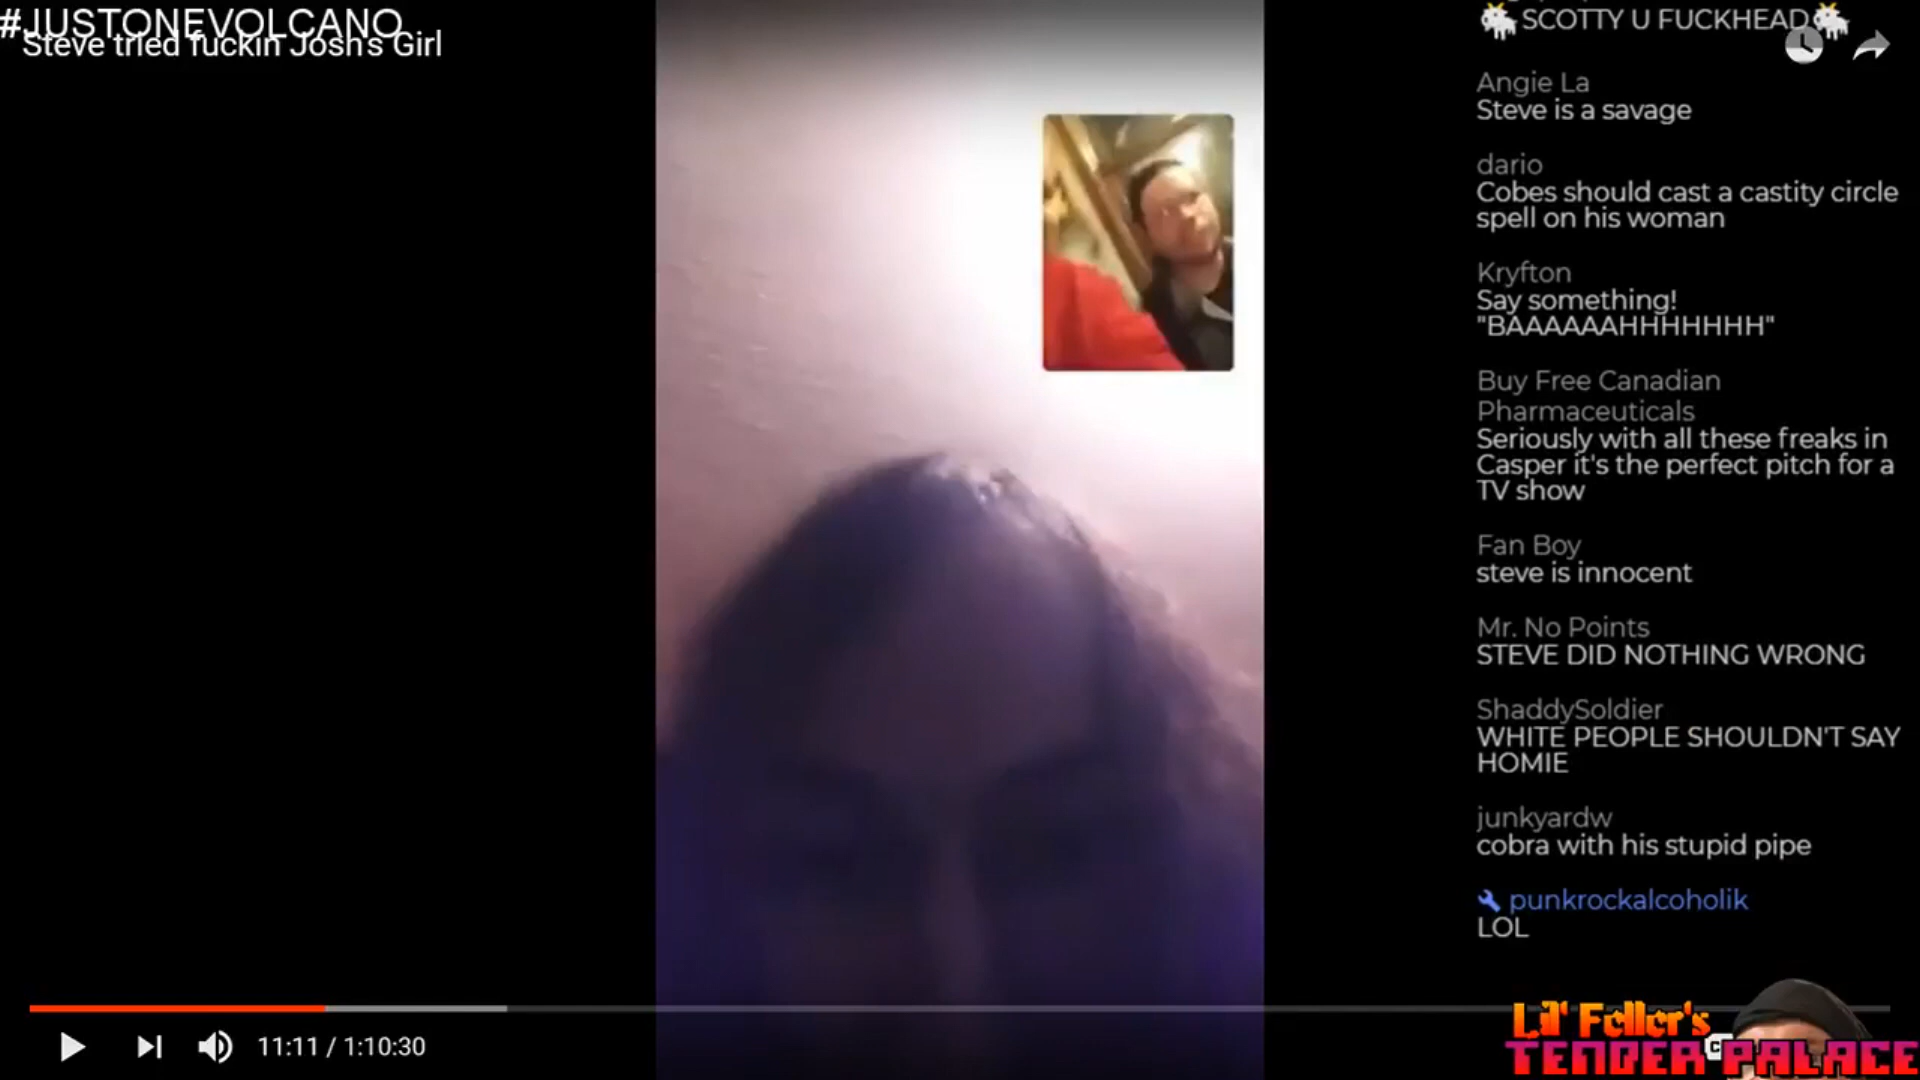 #JUSTONEVOLCANO
Steve tried fuckin Josh's Girl
SCOTTY U FUCKHEAD
Angie La
Steve is a savage
dario
Cobes should cast a castity circle
spell on his woman
Kryfton
Say something!
"BAAAAAAHHHHHHH"
Buy Free Canadian
Pharmaceuticals
Seriously with all these freaks in
Casper it's the perfect pitch for a
TV show
Fan Boy
steve is innocent
Mr. No Points
STEVE DID NOTHING WRONG
ShaddySoldier
WHITE PEOPLE SHOULDN'T SAY
HOMIE
junkyardw
cobra with his stupid pipe
punkrockalcoholik
LOL
11:11 / 1:10:30
Lil' Feller's
TENDER PALACE